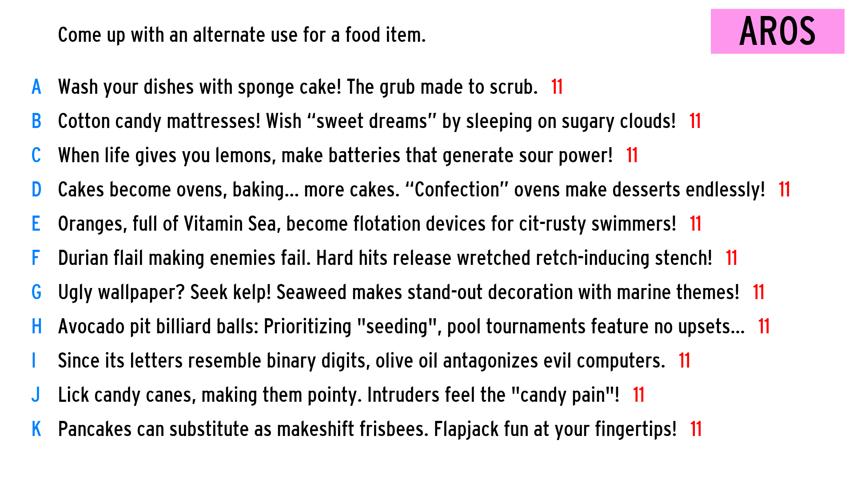 Come up with an alternate use for a food item.
AROS
A Wash your dishes with sponge cake! The grub made to scrub. 11
B Cotton candy mattresses! Wish “sweet dreams” by sleeping on sugary clouds! 11
C When life gives you lemons, make batteries that generate sour power! 11
D Cakes become ovens, baking... more cakes. “Confection” ovens make desserts endlessly! 11
E Oranges, full of Vitamin Sea, become flotation devices for cit-rusty swimmers! 11
F Durian flail making enemies fail. Hard hits release wretched retch-inducing stench! 11
G Ugly wallpaper? Seek kelp! Seaweed makes stand-out decoration with marine themes! 11
H Avocado pit billiard balls: Prioritizing "seeding", pool tournaments feature no upsets... 11
I Since its letters resemble binary digits, olive oil antagonizes evil computers. 11
J Lick candy canes, making them pointy. Intruders feel the "candy pain"! 11
K Pancakes can substitute as makeshift frisbees. Flapjack fun at your fingertips! 11